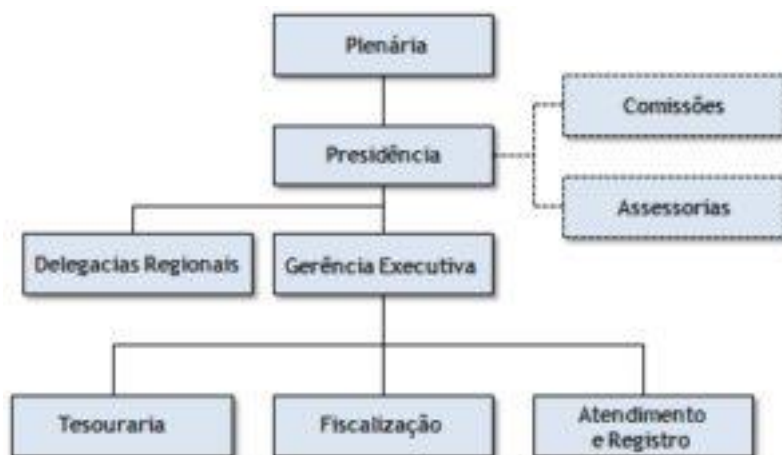 Plenária
Comissões
Presidência
Assessorias
Delegacias Regionais
Gerência Executiva
Tesouraria
Fiscalização
Atendimento
e Registro